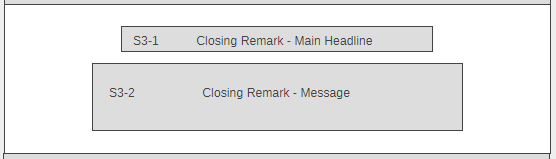 S3-1 Closing Remark - Main Headline
S3-2 Closing Remark - Message